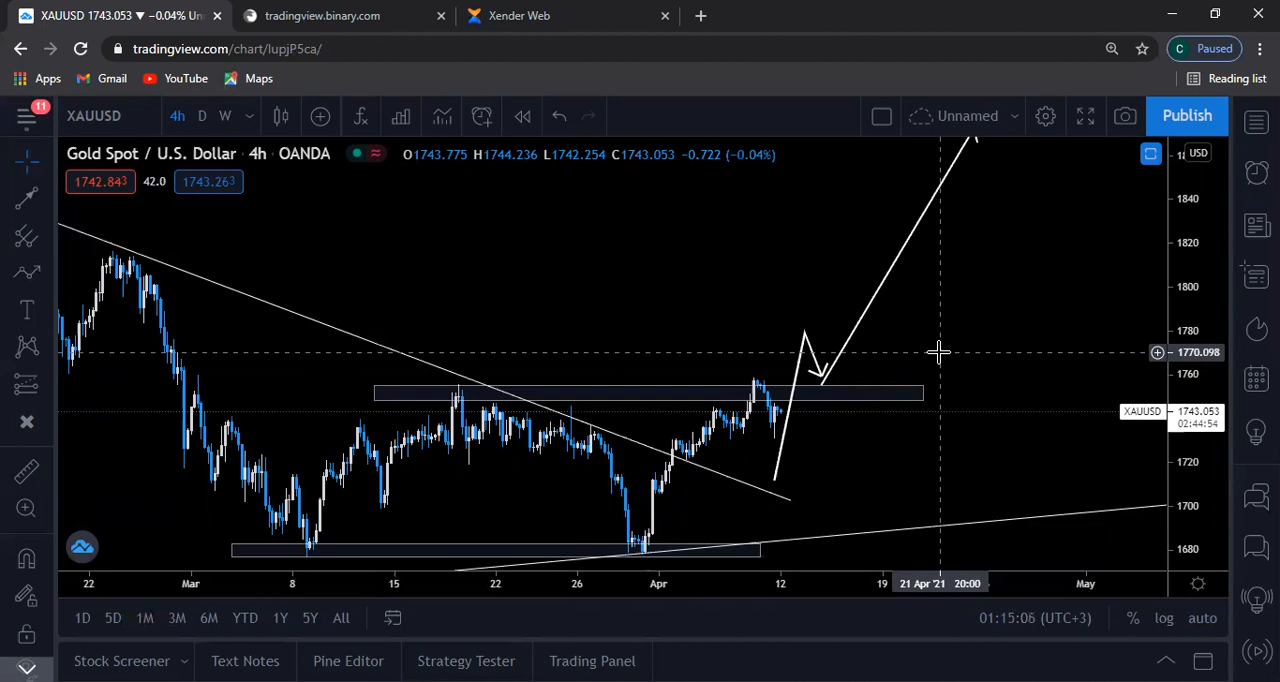 XAUUSD 1743.053 ▼ −0.04% Un
tradingview.binary.com
Xender Web
tradingview.com/chart/lupjP5ca/
C Paused
Apps Gmail YouTube Maps
Reading list
11
XAUUSD 4h D W
Unnamed
Publish
Gold Spot / U.S. Dollar · 4h · OANDA
O1743.775 H1744.236 L1742.254 C1743.053 −0.722 (−0.04%)
USD
1742.843 42.0 1743.263
1840
1820
1800
1780
1770.098
1760
XAUUSD 1743.053
02:44:54
1720
1700
1680
22 Mar 8 15 22 26 Apr 12 19 21 Apr '21 20:00 May
1D 5D 1M 3M 6M YTD 1Y 5Y All
01:15:06 (UTC+3) % log auto
Stock Screener Text Notes Pine Editor Strategy Tester Trading Panel